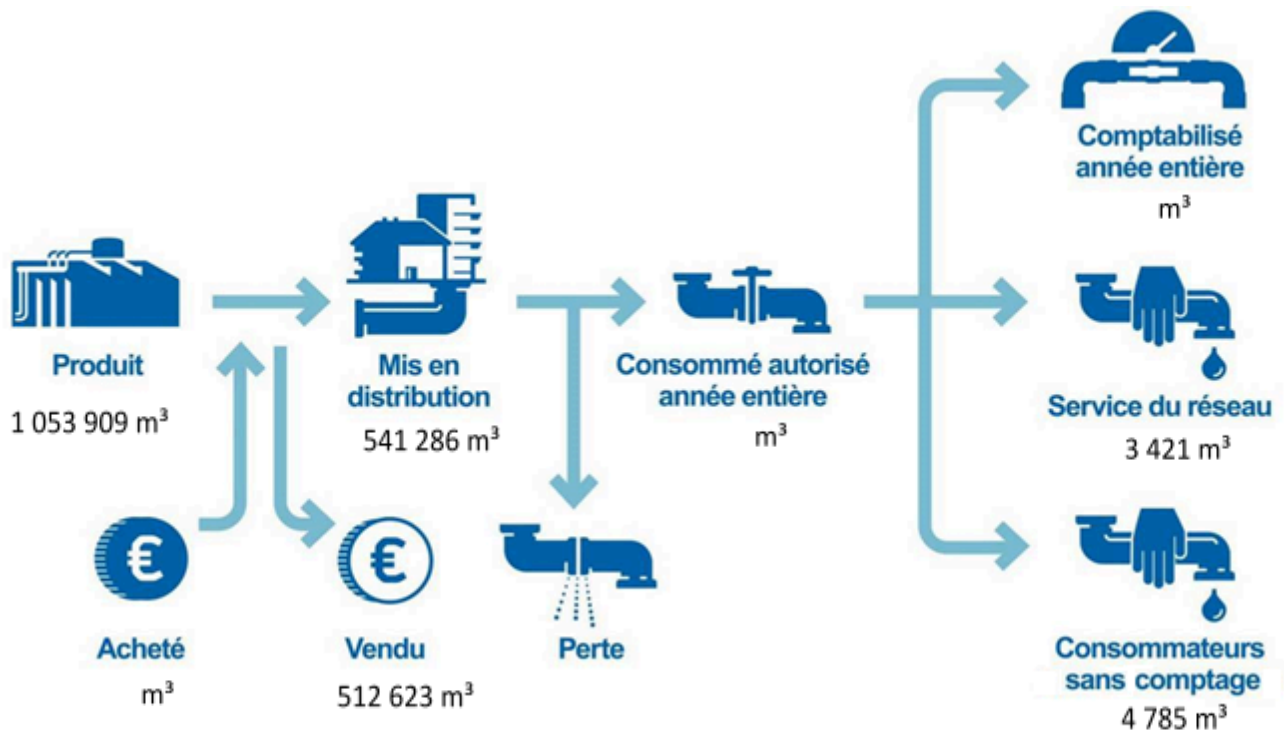 Produit
1 053 909 m³
Acheté
m³
Mis en
distribution
541 286 m³
€
€
Vendu
512 623 m³
Perte
Consommé autorisé
année entière
m³
Comptabilisé
année entière
m³
Service du réseau
3 421 m³
Consommateurs
sans comptage
4 785 m³